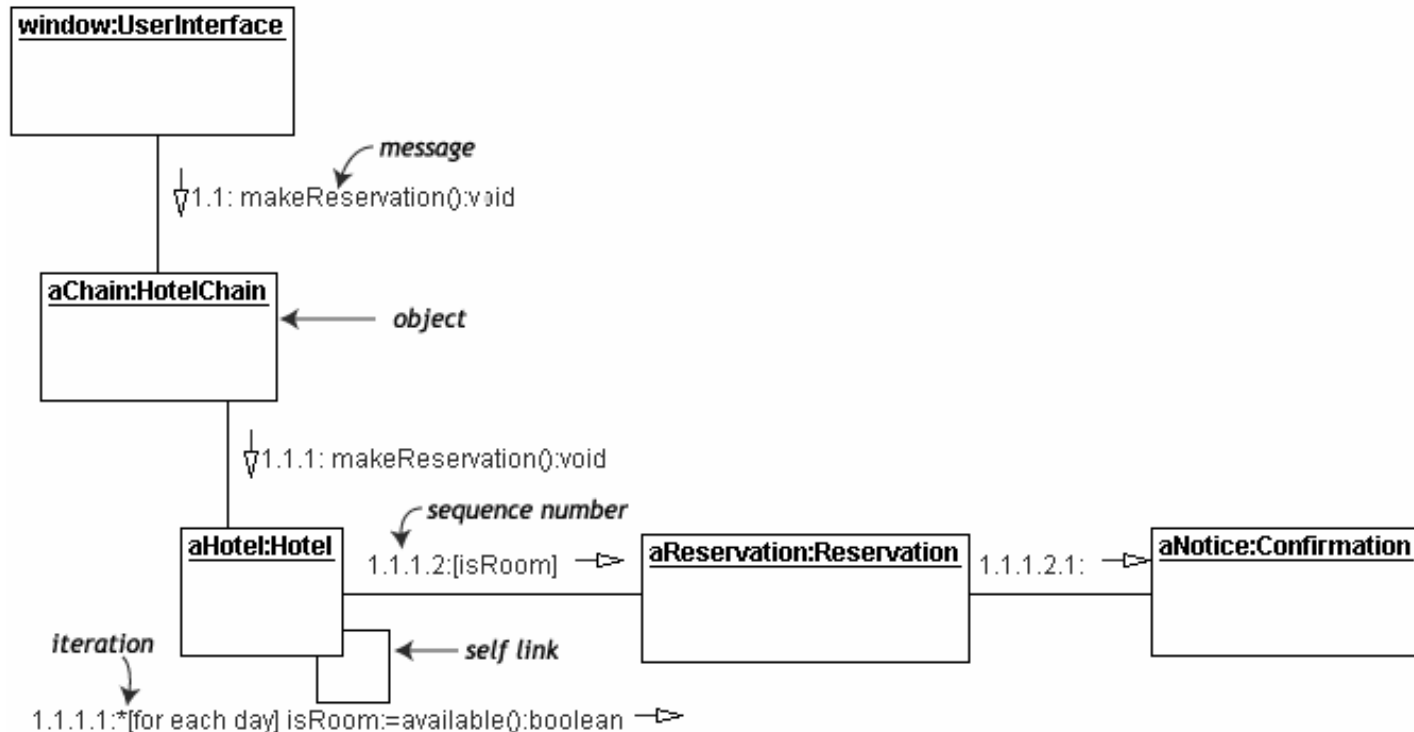 window:UserInterface
message
1.1: makeReservation():void
aChain:HotelChain
object
1.1.1: makeReservation():void
sequence number
aHotel:Hotel
1.1.1.2:[isRoom]
aReservation:Reservation
1.1.1.2.1:
aNotice:Confirmation
iteration
self link
1.1.1.1:*[for each day] isRoom:=available():boolean